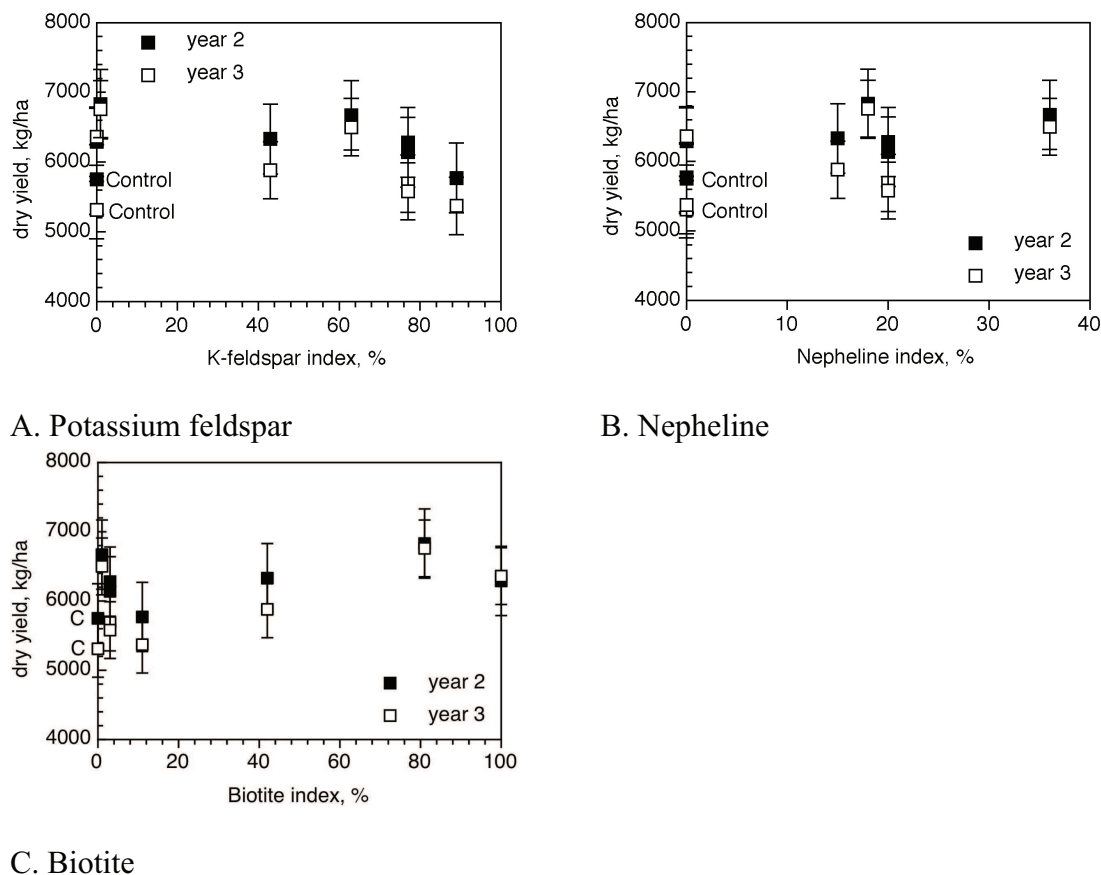 8000
7000
6000
5000
4000
dry yield, kg/ha
year 2
year 3
Control
Control
0 20 40 60 80 100
K-feldspar index, %
A. Potassium feldspar
8000
7000
6000
5000
4000
dry yield, kg/ha
Control
Control
year 2
year 3
0 10 20 30 40
Nepheline index, %
B. Nepheline
8000
7000
6000
5000
4000
dry yield, kg/ha
C
C
year 2
year 3
0 20 40 60 80 100
Biotite index, %
C. Biotite